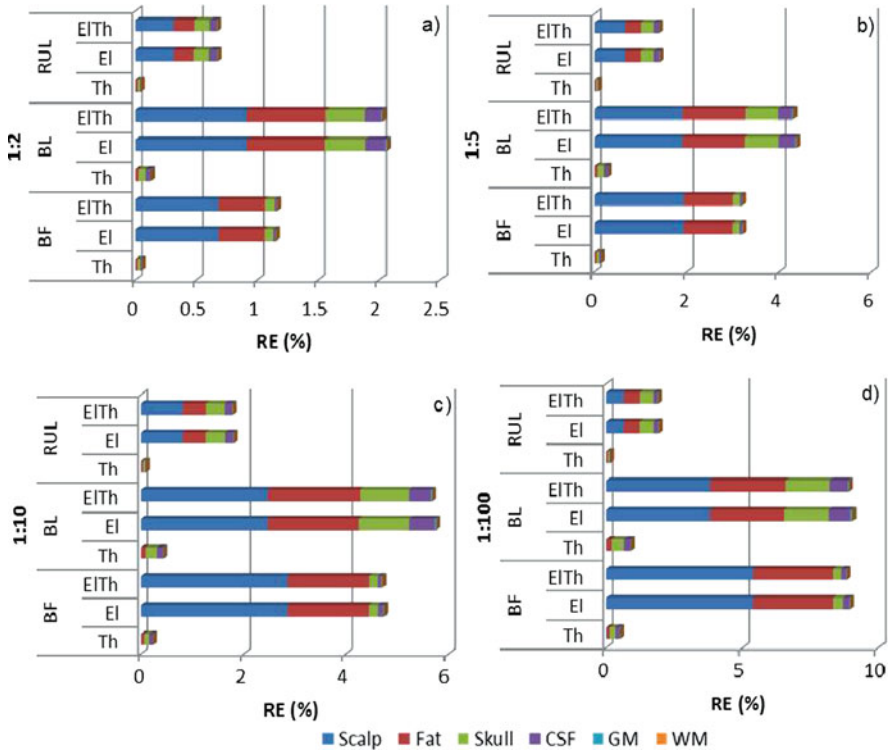 a)
1:2
RUL
ElTh
El
Th
BL
ElTh
El
Th
BF
ElTh
El
Th
0 0.5 1 1.5 2 2.5
RE (%)
b)
1:5
RUL
ElTh
El
Th
BL
ElTh
El
Th
BF
ElTh
El
Th
0 2 4 6
RE (%)
c)
1:10
RUL
ElTh
El
Th
BL
ElTh
El
Th
BF
ElTh
El
Th
0 2 4 6
RE (%)
d)
1:100
RUL
ElTh
El
Th
BL
ElTh
El
Th
BF
ElTh
El
Th
0 5 10
RE (%)
Scalp Fat Skull CSF GM WM